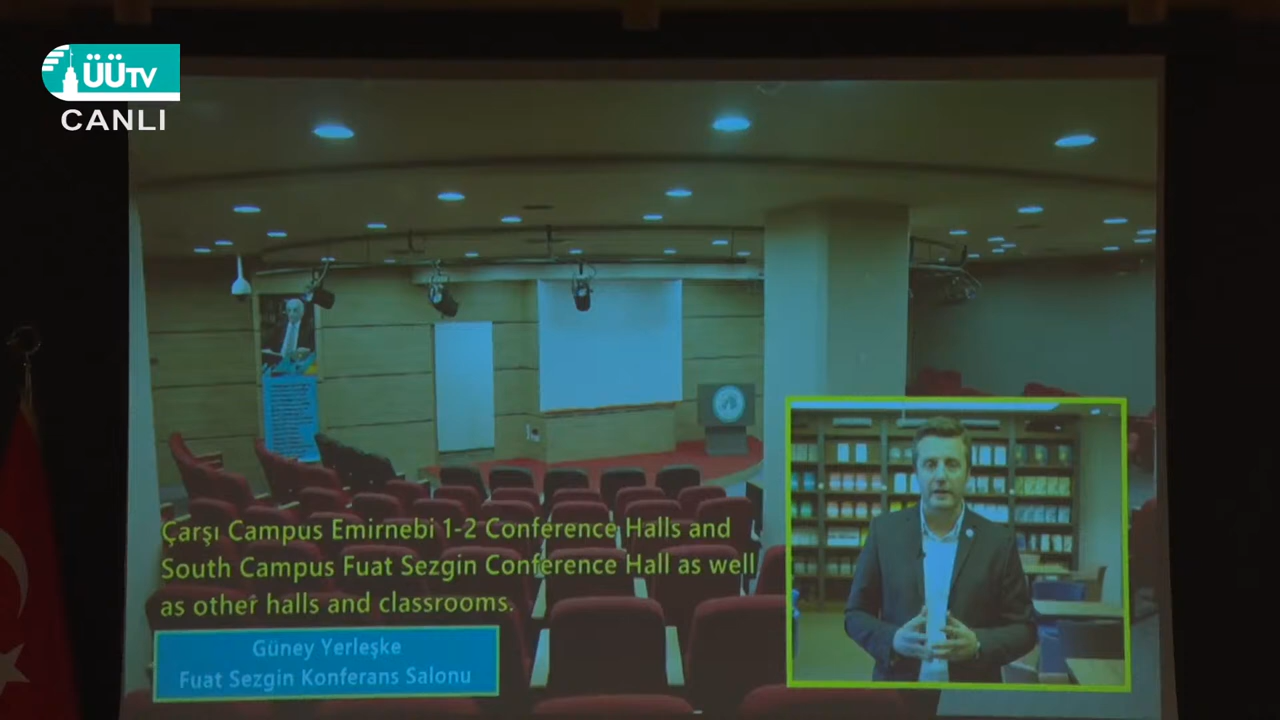 ÜÜTV
CANLI
Çarşı Campus Emirnebi 1-2 Conference Halls and
South Campus Fuat Sezgin Conference Hall as well
as other halls and classrooms.
Güney Yerleşke
Fuat Sezgin Konferans Salonu